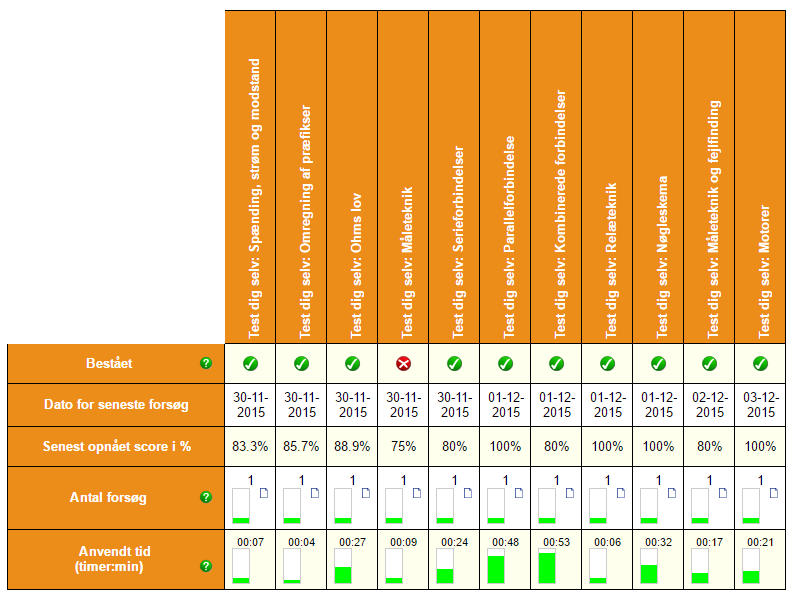 Test dig selv: Spænding, strøm og modstand
Test dig selv: Omregning af præfikser
Test dig selv: Ohms lov
Test dig selv: Måleteknik
Test dig selv: Serieforbindelser
Test dig selv: Parallelforbindelse
Test dig selv: Kombinerede forbindelser
Test dig selv: Relæteknik
Test dig selv: Nøgleskema
Test dig selv: Måleteknik og fejlfinding
Test dig selv: Motorer
Bestået ?
Dato for seneste forsøg
30-11- 30-11- 30-11- 30-11- 30-11- 01-12- 01-12- 01-12- 01-12- 02-12- 03-12-
2015 2015 2015 2015 2015 2015 2015 2015 2015 2015 2015
Senest opnået score i % 83.3% 85.7% 88.9% 75% 80% 100% 80% 100% 100% 80% 100%
Antal forsøg ? 1 1 1 1 1 1 1 1 1 1 1
Anvendt tid
(timer:min) ? 00:07 00:04 00:27 00:09 00:24 00:48 00:53 00:06 00:32 00:17 00:21